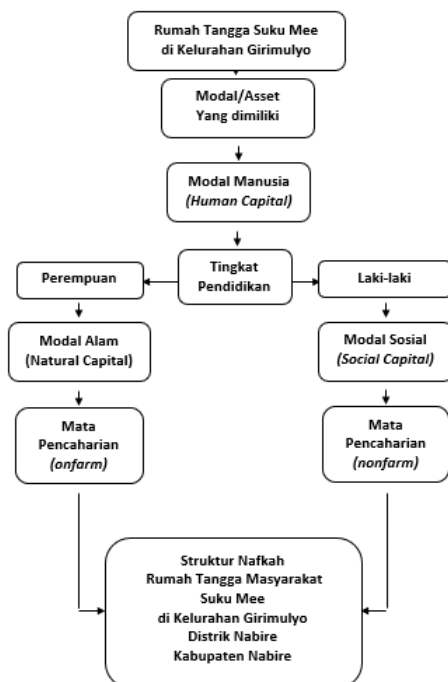 Rumah Tangga Suku Mee
di Kelurahan Girimulyo
Modal/Asset
Yang dimiliki
Modal Manusia
(Human Capital)
Tingkat
Pendidikan
Perempuan
Laki-laki
Modal Alam
(Natural Capital)
Modal Sosial
(Social Capital)
Mata
Pencaharian
(onfarm)
Mata
Pencaharian
(nonfarm)
Struktur Nafkah
Rumah Tangga Masyarakat
Suku Mee
di Kelurahan Girimulyo
Distrik Nabire
Kabupaten Nabire